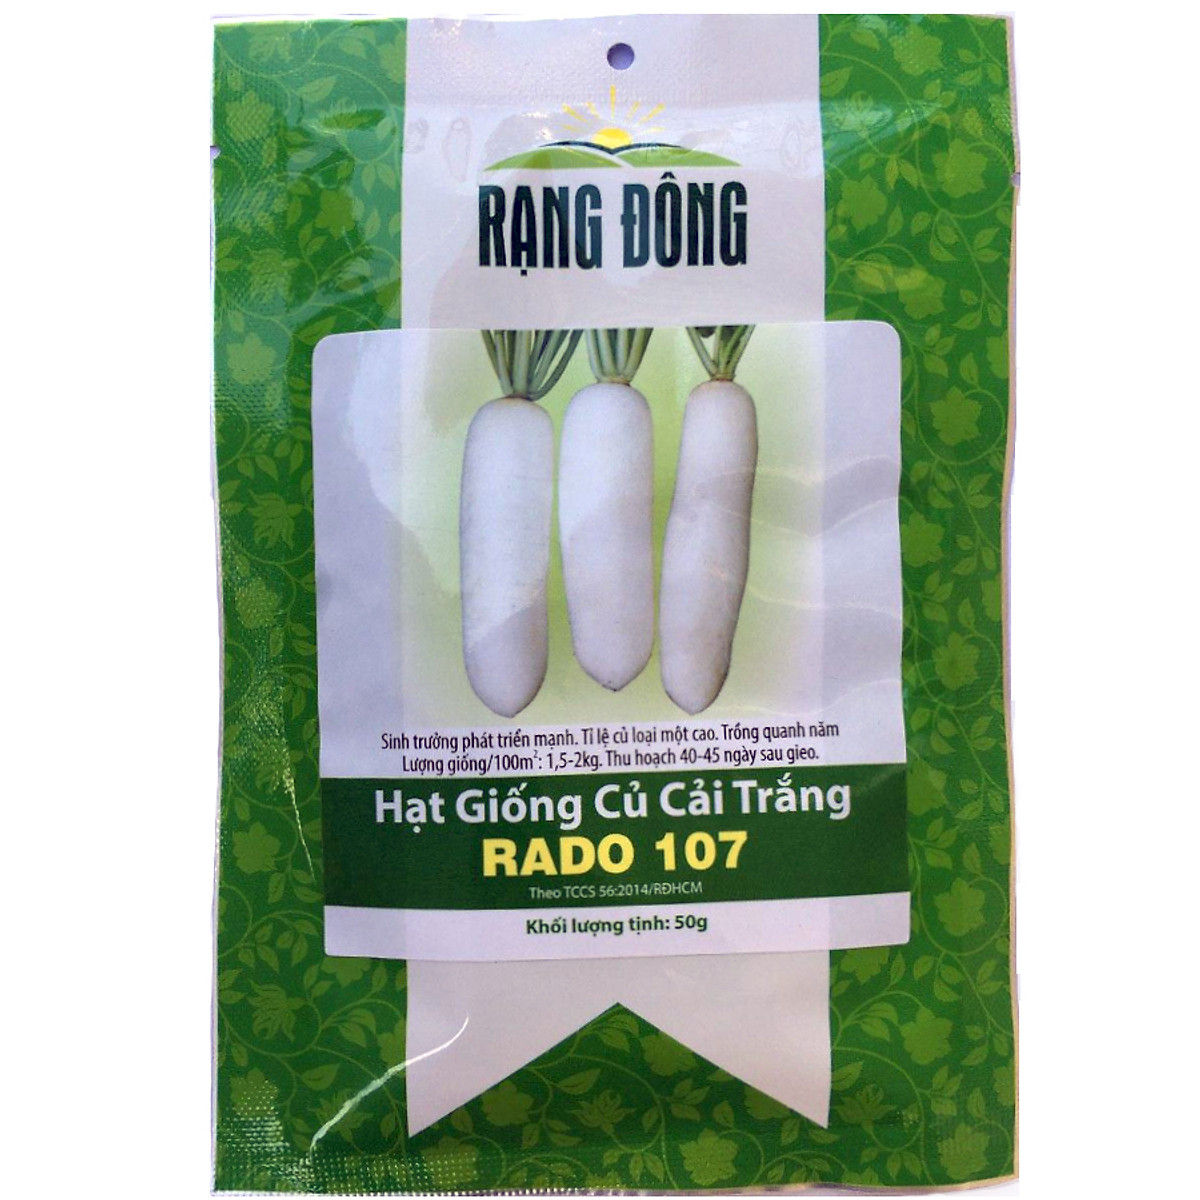 RẠNG ĐÔNG
Sinh trưởng phát triển mạnh. Tỉ lệ củ loại một cao. Trồng quanh năm
Lượng giống/100m²: 1,5-2kg. Thu hoạch 40-45 ngày sau gieo.
Hạt Giống Củ Cải Trắng
RADO 107
Theo TCCS 56:2014/RĐHCM
Khối lượng tịnh: 50g